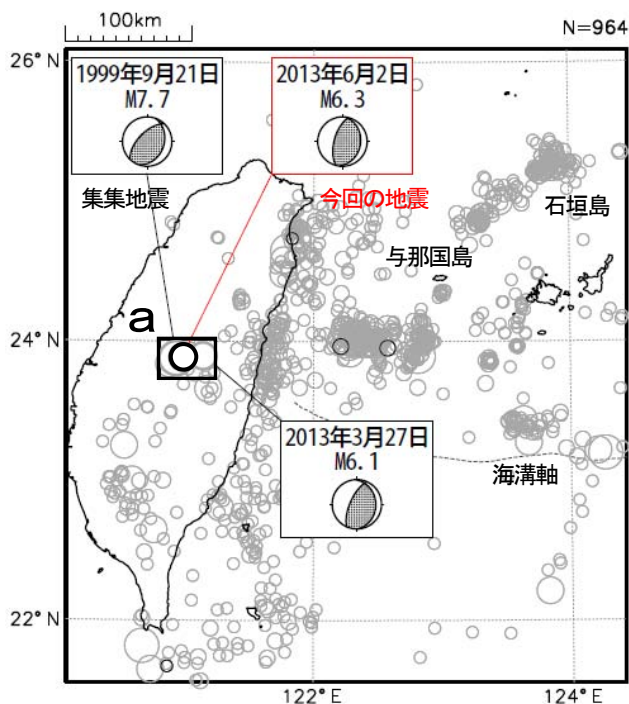 100km
N=964
26°N
1999年9月21日
M7.7
2013年6月2日
M6.3
集集地震
今回の地震
石垣島
与那国島
a
24°N
2013年3月27日
M6.1
海溝軸
22°N
122°E
124°E